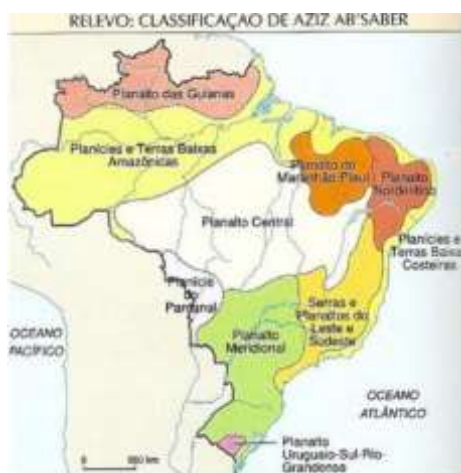 RELEVO: CLASSIFICAÇÃO DE AZIZ AB'SABER
Planalto das Guianas
Planícies e Terras Baixas
Amazônicas
Planalto do
Maranhão-Piauí
Planalto
Nordestino
Planalto Central
Planícies e
Terras Baixas
Costeiras
Planície
do
Pantanal
Serras e
Planaltos do
Leste e
Sudeste
Planalto
Meridional
OCEANO
PACÍFICO
OCEANO
ATLÂNTICO
Planalto
Uruguaio-Sul-Rio-
Grandense
0